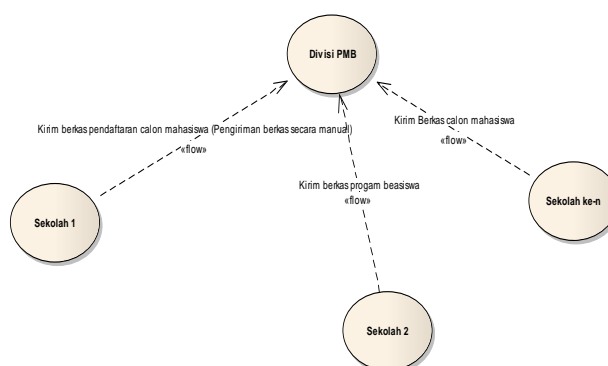 Divisi PMB
Kirim berkas pendaftaran calon mahasiswa (Pengiriman berkas secara manual)
«flow»
Kirim Berkas calon mahasiswa
«flow»
Kirim berkas progam beasiswa
«flow»
Sekolah 1
Sekolah ke-n
Sekolah 2